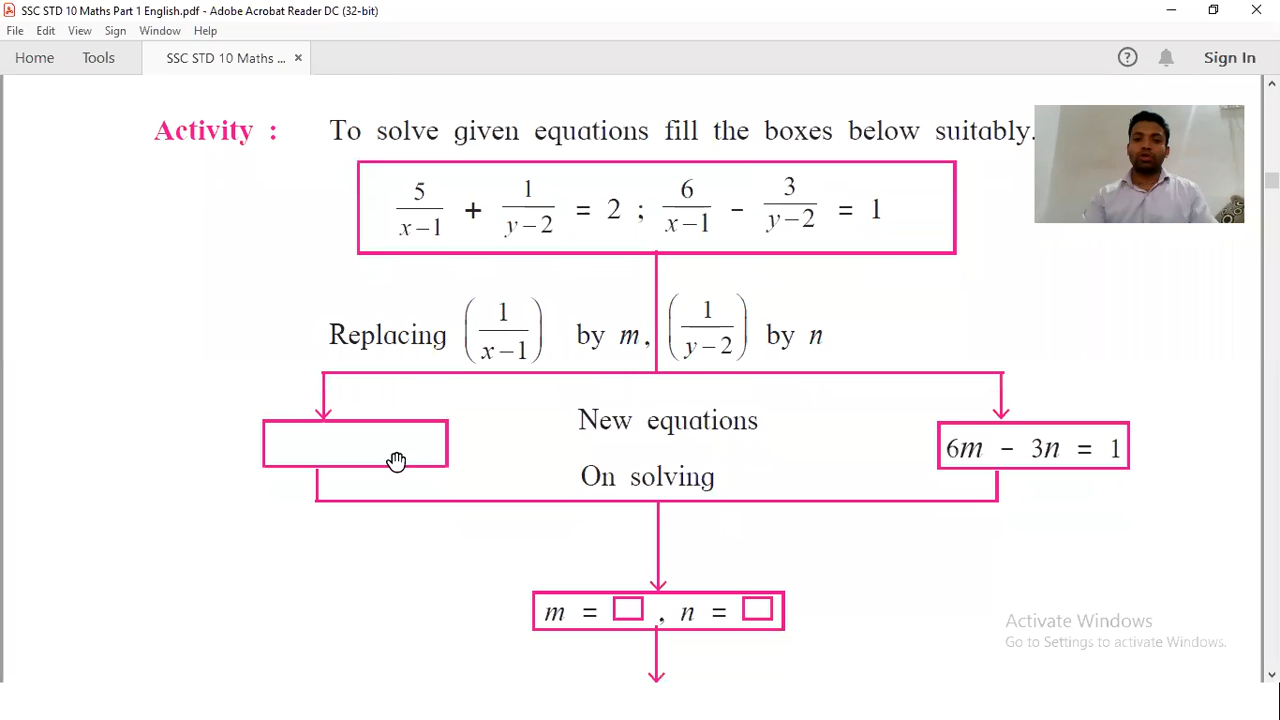 SSC STD 10 Maths Part 1 English.pdf - Adobe Acrobat Reader DC (32-bit)
File Edit View Sign Window Help
Home Tools SSC STD 10 Maths ... × ? Sign In
Activity : To solve given equations fill the boxes below suitably.
5/(x−1) + 1/(y−2) = 2 ; 6/(x−1) − 3/(y−2) = 1
Replacing (1/(x−1)) by m, (1/(y−2)) by n
New equations
6m − 3n = 1
On solving
m = □ , n = □
Activate Windows
Go to Settings to activate Windows.